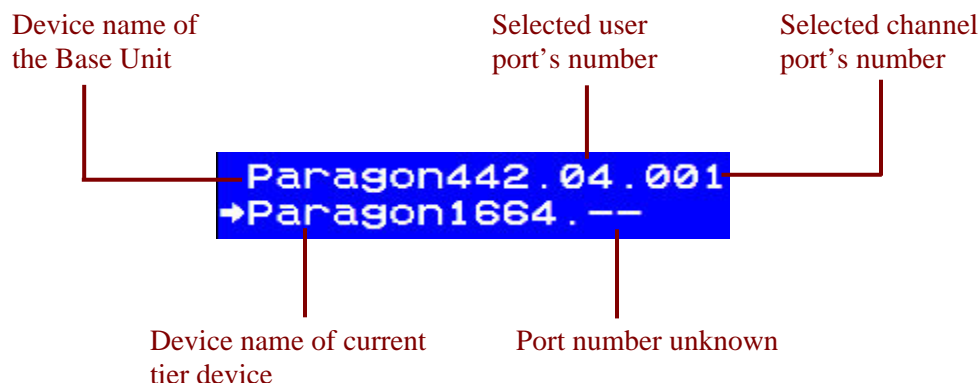 Device name of
the Base Unit
Selected user
port's number
Selected channel
port's number
Paragon442.04.001
➔Paragon1664.--
Device name of current
tier device
Port number unknown